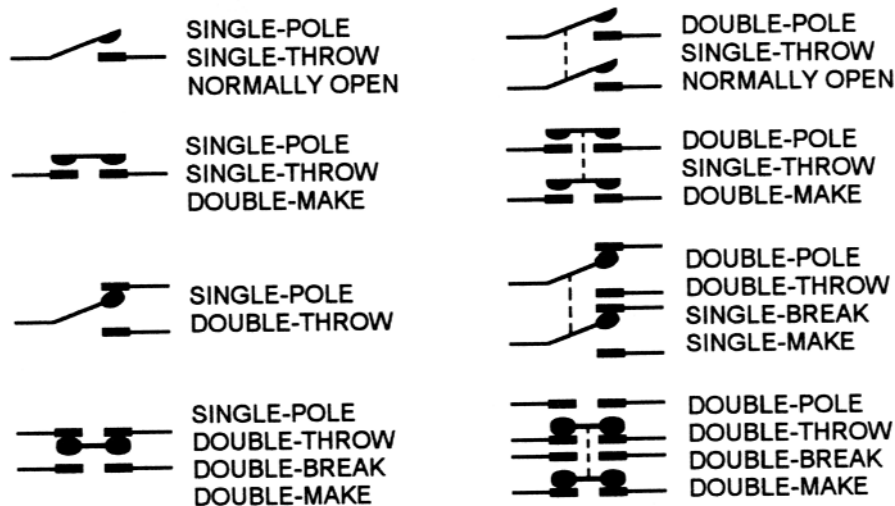 SINGLE-POLE
SINGLE-THROW
NORMALLY OPEN
DOUBLE-POLE
SINGLE-THROW
NORMALLY OPEN
SINGLE-POLE
SINGLE-THROW
DOUBLE-MAKE
DOUBLE-POLE
SINGLE-THROW
DOUBLE-MAKE
SINGLE-POLE
DOUBLE-THROW
DOUBLE-POLE
DOUBLE-THROW
SINGLE-BREAK
SINGLE-MAKE
SINGLE-POLE
DOUBLE-THROW
DOUBLE-BREAK
DOUBLE-MAKE
DOUBLE-POLE
DOUBLE-THROW
DOUBLE-BREAK
DOUBLE-MAKE